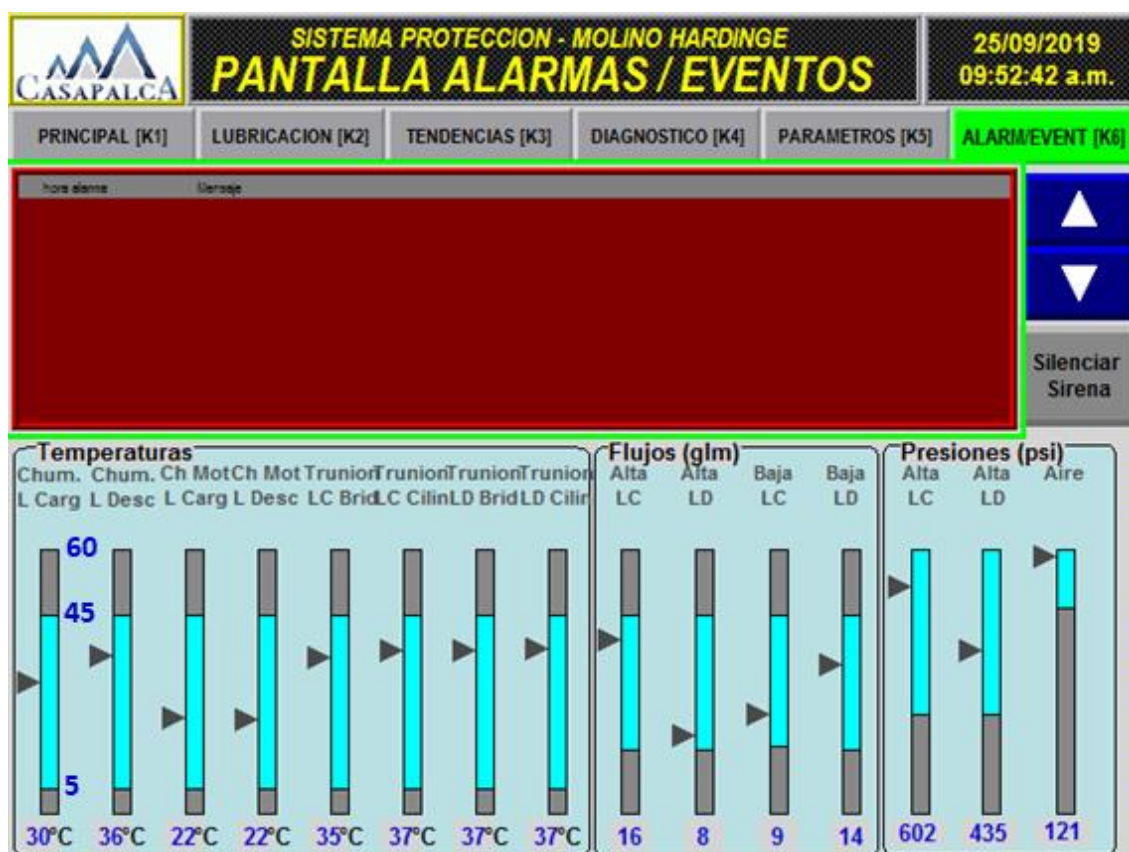 CASAPALCA
SISTEMA PROTECCION - MOLINO HARDINGE
PANTALLA ALARMAS / EVENTOS
25/09/2019
09:52:42 a.m.
PRINCIPAL [K1] LUBRICACION [K2] TENDENCIAS [K3] DIAGNOSTICO [K4] PARAMETROS [K5] ALARM/EVENT [K6]
hora alarma Mensaje
Silenciar
Sirena
Temperaturas
Chum. Chum. Ch Mot Ch Mot Trunion Trunion Trunion Trunion
L Carg L Desc L Carg L Desc LC Brid LC Cilin LD Brid LD Cilin
60
45
5
30°C 36°C 22°C 22°C 35°C 37°C 37°C 37°C
Flujos (glm)
Alta Alta Baja Baja
LC LD LC LD
16 8 9 14
Presiones (psi)
Alta Alta Aire
LC LD
602 435 121